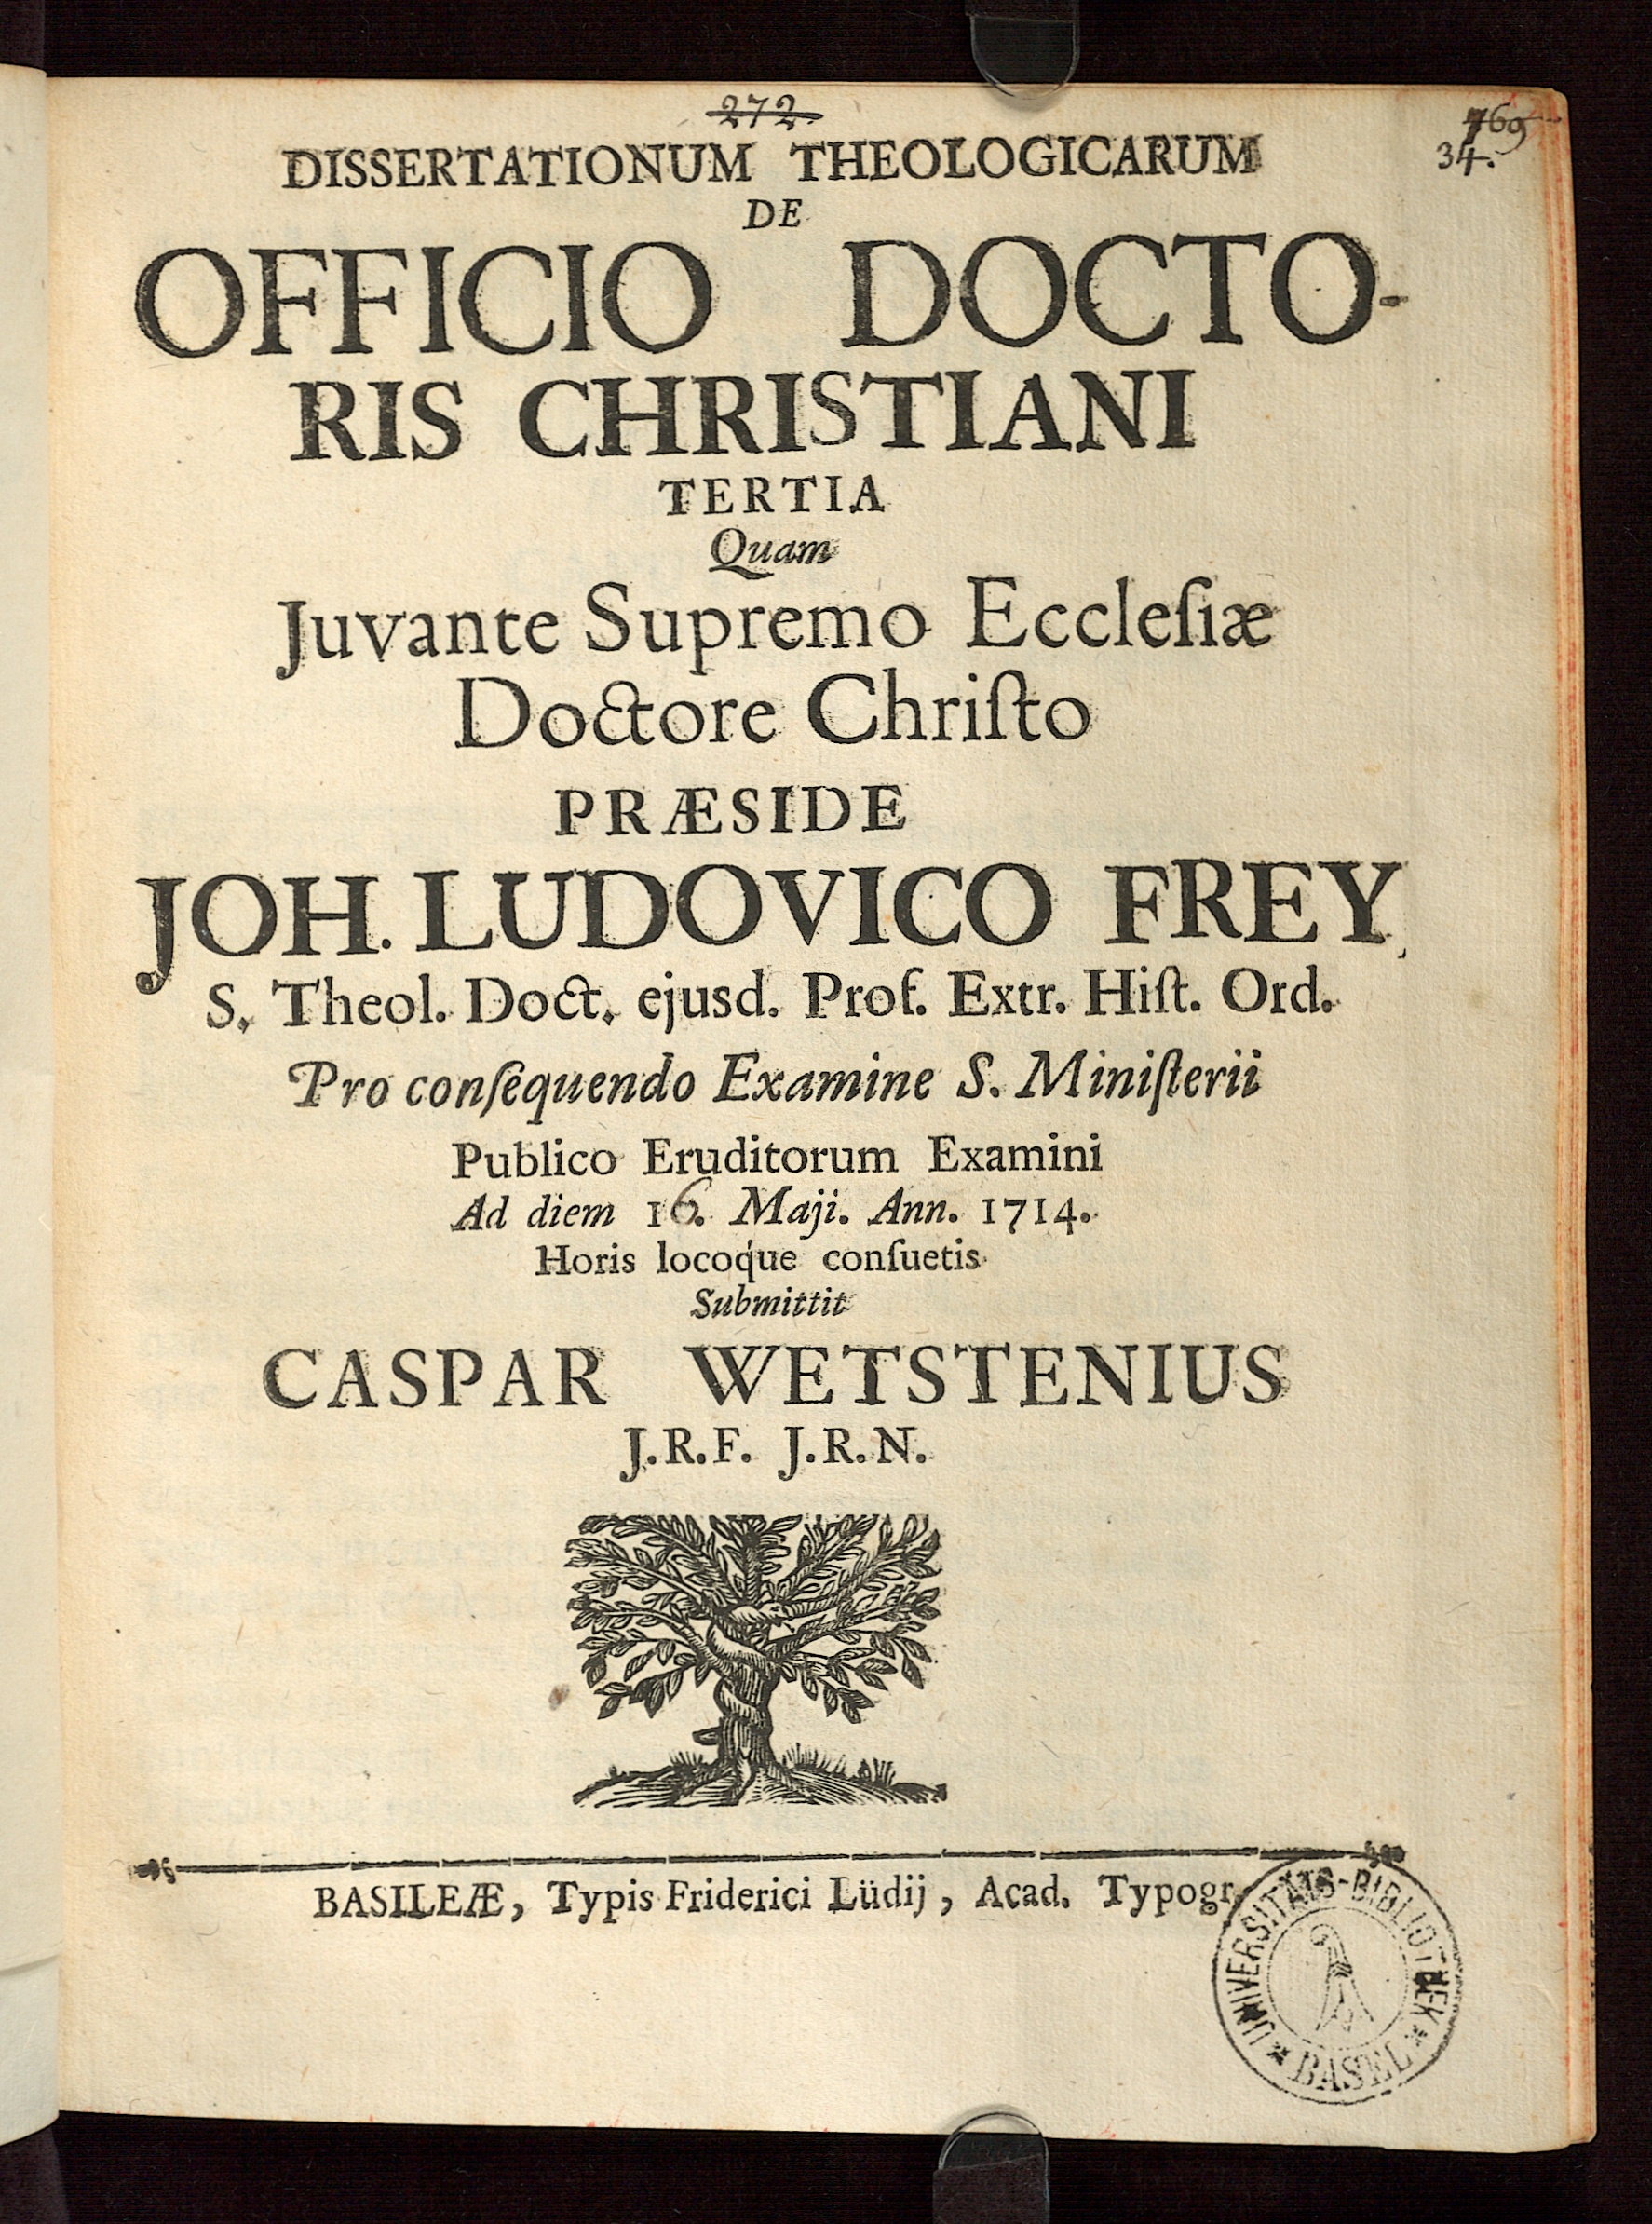 272.
769
34.
DISSERTATIONUM THEOLOGICARUM
DE
OFFICIO DOCTO-
RIS CHRISTIANI
TERTIA
Quam
Juvante Supremo Eccleſiæ
Doctore Chriſto
PRÆSIDE
JOH. LUDOVICO FREY,
S. Theol. Doct. ejusd. Prof. Extr. Hiſt. Ord.
Pro conſequendo Examine S. Miniſterii
Publico Eruditorum Examini
Ad diem 16. Maji. Ann. 1714.
Horis locoque conſuetis
Submittit
CASPAR WETSTENIUS
J.R.F. J.R.N.
BASILEÆ, Typis Friderici Lüdij, Acad. Typogr.
UNIVERSITÄTS-BIBLIOTHEK
* BASEL *